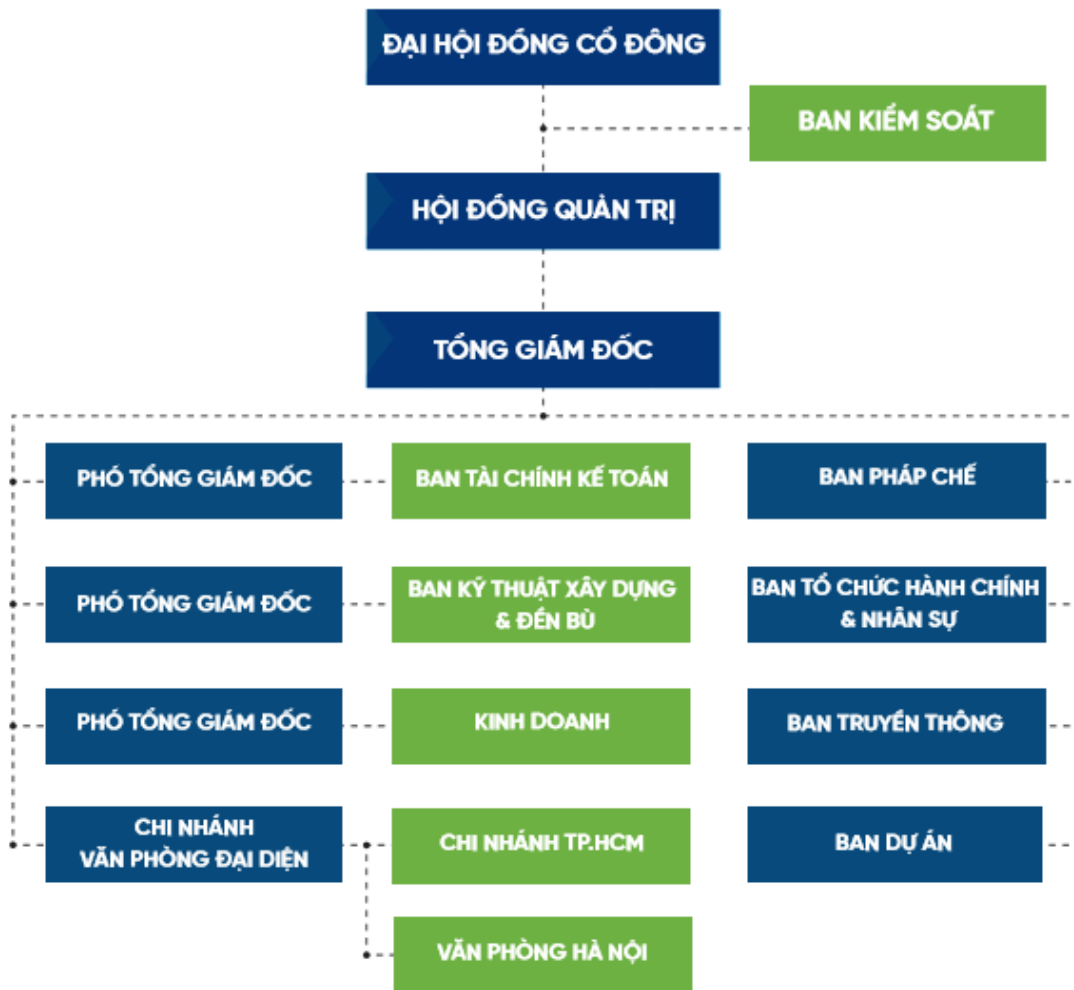 ĐẠI HỘI ĐỒNG CỔ ĐÔNG
BAN KIỂM SOÁT
HỘI ĐỒNG QUẢN TRỊ
TỔNG GIÁM ĐỐC
PHÓ TỔNG GIÁM ĐỐC
BAN TÀI CHÍNH KẾ TOÁN
BAN PHÁP CHẾ
PHÓ TỔNG GIÁM ĐỐC
BAN KỸ THUẬT XÂY DỰNG
& ĐỀN BÙ
BAN TỔ CHỨC HÀNH CHÍNH
& NHÂN SỰ
PHÓ TỔNG GIÁM ĐỐC
KINH DOANH
BAN TRUYỀN THÔNG
CHI NHÁNH
VĂN PHÒNG ĐẠI DIỆN
CHI NHÁNH TP.HCM
BAN DỰ ÁN
VĂN PHÒNG HÀ NỘI